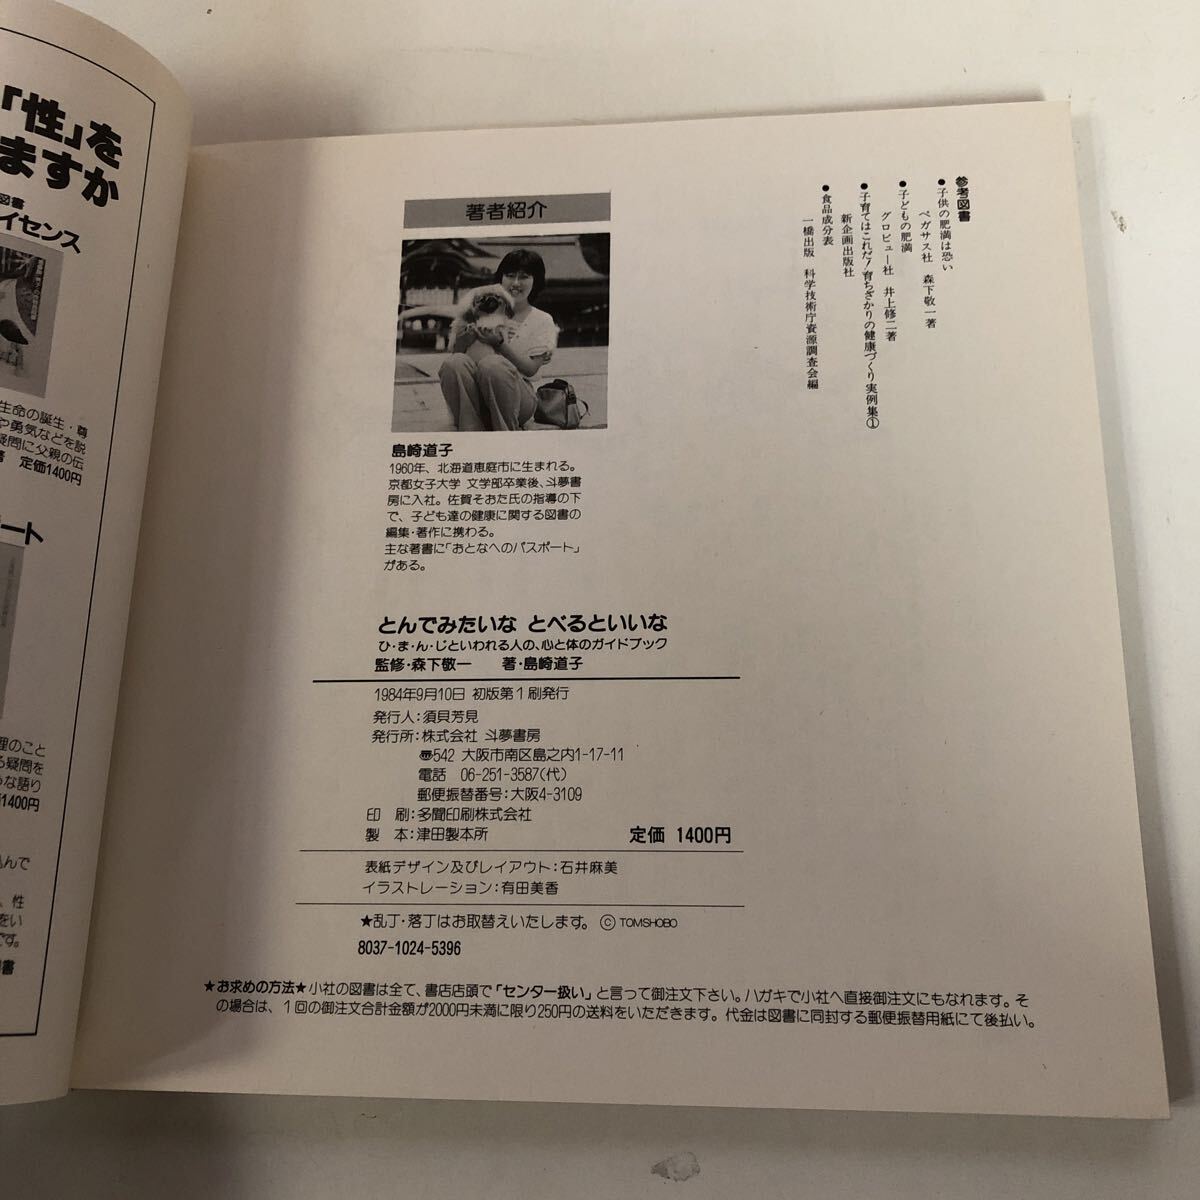 「性」を
ますか
図書
イセンス
生命の誕生・尊
や勇気などを説
疑問に父親の伝
書 定価1400円
ポート
理のこと
る疑問を
うな語り
価1400円
込んで
、性
をい
です。
参考図書
●子供の肥満は恐い
ペガサス社 森下敬一著
●子どもの肥満
グロビュー社 井上修二著
●子育てはこれだ！育ちざかりの健康づくり実例集①
新企画出版社
●食品成分表
一橋出版 科学技術庁資源調査会編
著者紹介
島崎道子
1960年、北海道恵庭市に生まれる。
京都女子大学 文学部卒業後、斗夢書
房に入社。佐賀そおた氏の指導の下
で、子ども達の健康に関する図書の
編集・著作に携わる。
主な著書に「おとなへのパスポート」
がある。
とんでみたいな とべるといいな
ひ・ま・ん・じといわれる人の、心と体のガイドブック
監修・森下敬一 著・島崎道子
1984年9月10日 初版第1刷発行
発行人：須貝芳見
発行所：株式会社 斗夢書房
〠542 大阪市南区島之内1-17-11
電話 06-251-3587(代)
郵便振替番号：大阪4-3109
印 刷：多聞印刷株式会社
製 本：津田製本所 定価 1400円
表紙デザイン及びレイアウト：石井麻美
イラストレーション：有田美香
★乱丁・落丁はお取替えいたします。 Ⓒ TOMSHOBO
8037-1024-5396
★お求めの方法★小社の図書は全て、書店店頭で「センター扱い」と言って御注文下さい。ハガキで小社へ直接御注文にもなれます。そ
の場合は、1回の御注文合計金額が2000円未満に限り250円の送料をいただきます。代金は図書に同封する郵便振替用紙にて後払い。